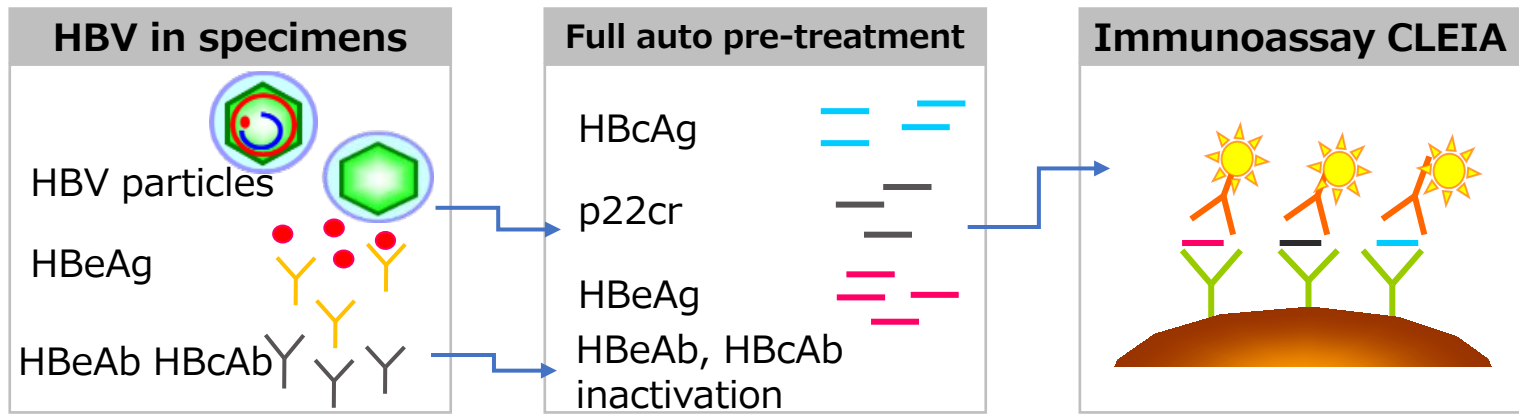 HBV in specimens
HBV particles
HBeAg
HBeAb HBcAb
Full auto pre-treatment
HBcAg
p22cr
HBeAg
HBeAb, HBcAb
inactivation
Immunoassay CLEIA